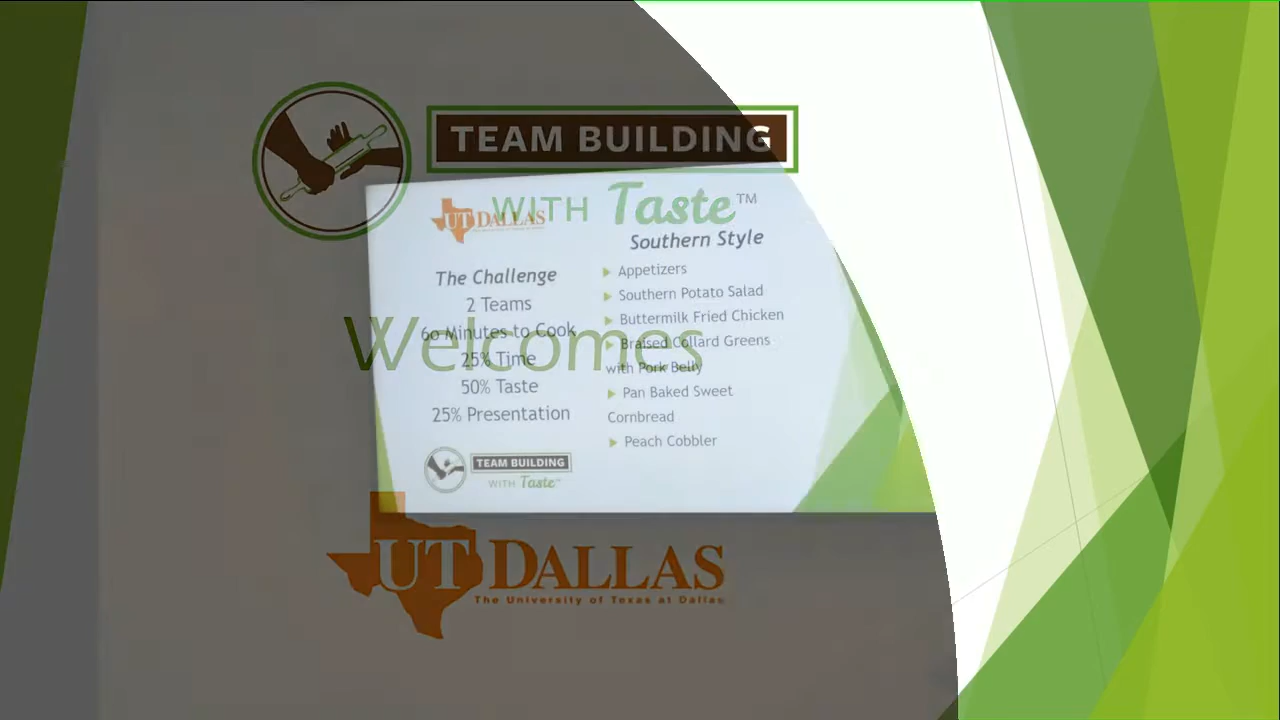 TEAM BUILDING
WITH Taste™
Welcomes
UT DALLAS
The University of Texas at Dallas
UT DALLAS
The Challenge
2 Teams
60 Minutes to Cook
25% Time
50% Taste
25% Presentation
TEAM BUILDING
WITH Taste™
Southern Style
Appetizers
Southern Potato Salad
Buttermilk Fried Chicken
Braised Collard Greens
with Pork Belly
Pan Baked Sweet
Cornbread
Peach Cobbler